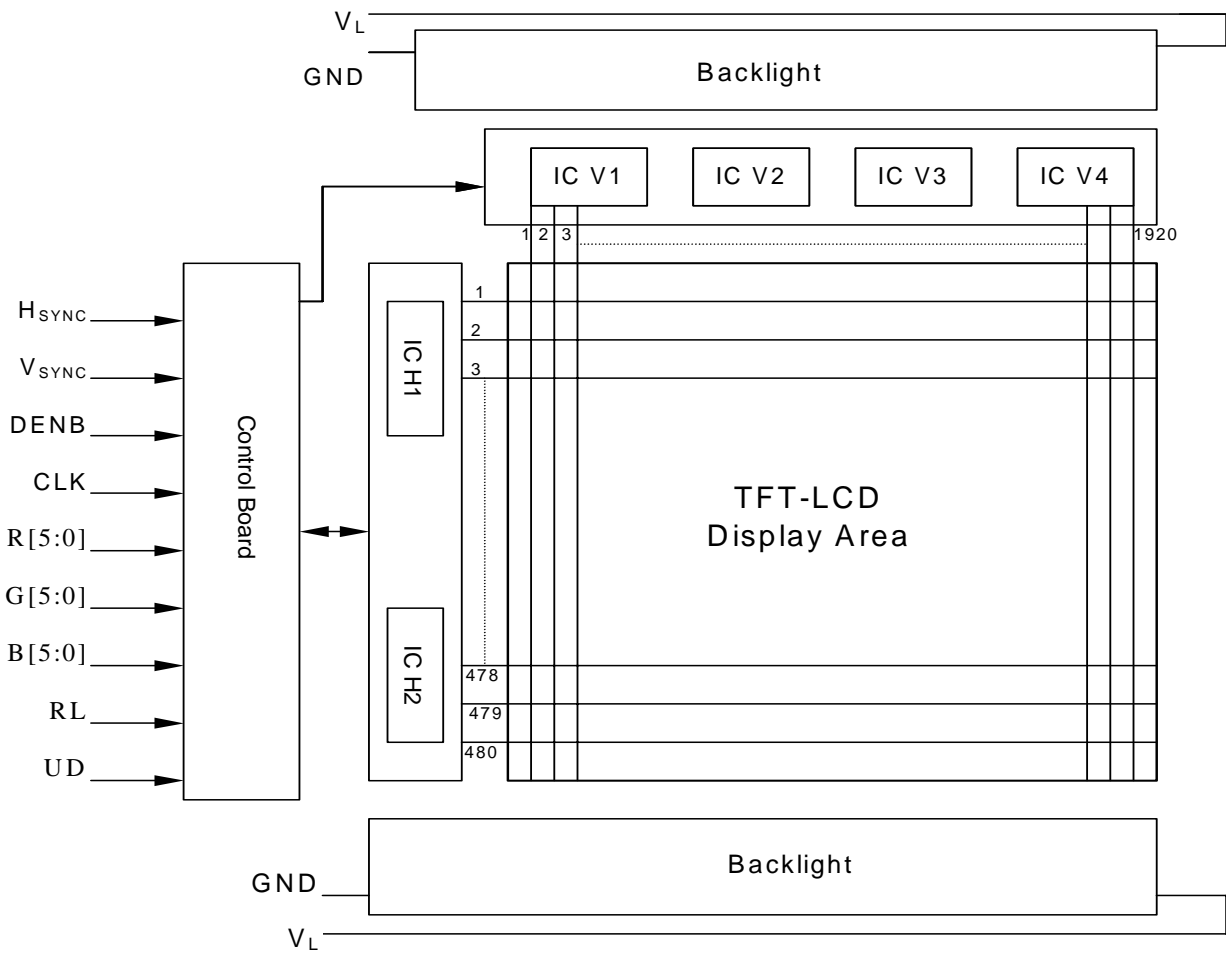 VL
GND
Backlight
IC V1
IC V2
IC V3
IC V4
1 2 3
1920
HSYNC
VSYNC
DENB
CLK
R[5:0]
G[5:0]
B[5:0]
RL
UD
Control Board
IC H1
IC H2
1
2
3
478
479
480
TFT-LCD
Display Area
Backlight
GND
VL